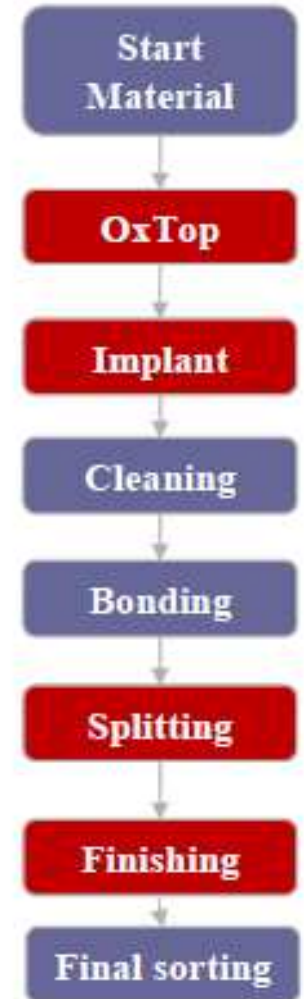 Start
Material
OxTop
Implant
Cleaning
Bonding
Splitting
Finishing
Final sorting